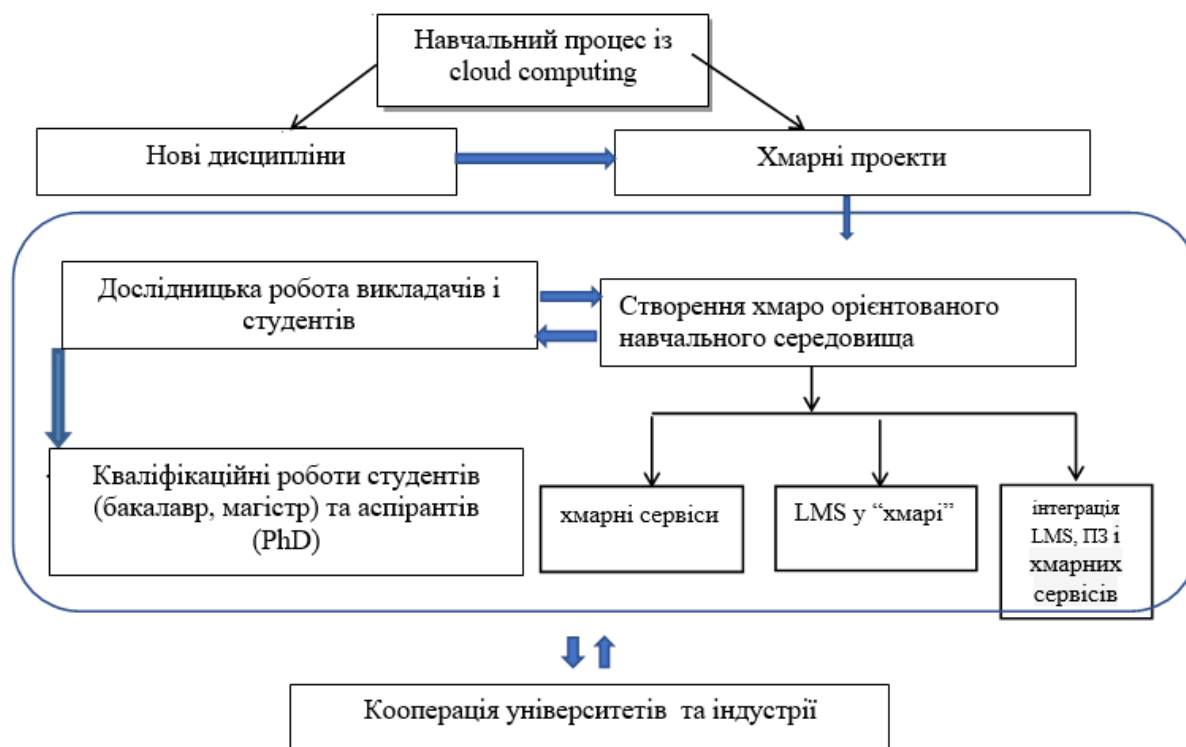 Навчальний процес із
cloud computing
Нові дисципліни
Хмарні проекти
Дослідницька робота викладачів і
студентів
Створення хмаро орієнтованого
навчального середовища
Кваліфікаційні роботи студентів
(бакалавр, магістр) та аспірантів
(PhD)
хмарні сервіси
LMS у “хмарі”
інтеграція
LMS, ПЗ і
хмарних
сервісів
Кооперація університетів та індустрії